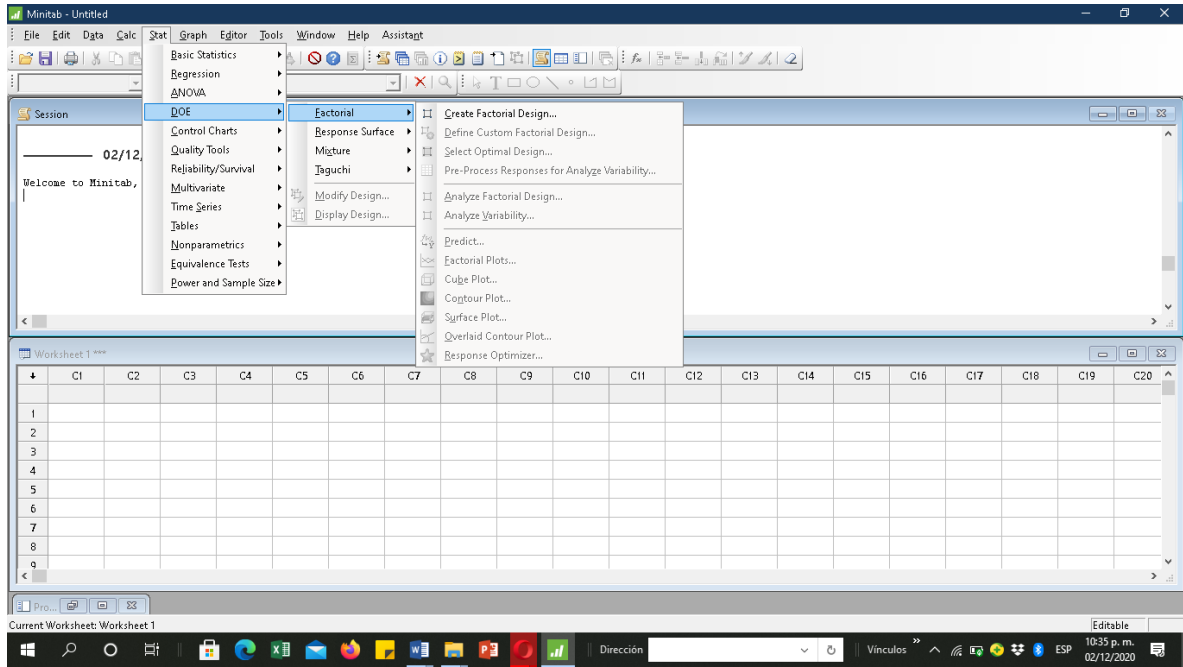 Minitab - Untitled
File Edit Data Calc Stat Graph Editor Tools Window Help Assistant
Basic Statistics
Regression
ANOVA
DOE
Control Charts
Quality Tools
Reliability/Survival
Multivariate
Time Series
Tables
Nonparametrics
Equivalence Tests
Power and Sample Size
Factorial
Response Surface
Mixture
Taguchi
Modify Design...
Display Design...
Create Factorial Design...
Define Custom Factorial Design...
Select Optimal Design...
Pre-Process Responses for Analyze Variability...
Analyze Factorial Design...
Analyze Variability...
Predict...
Factorial Plots...
Cube Plot...
Contour Plot...
Surface Plot...
Overlaid Contour Plot...
Response Optimizer...
Session
02/12/
Welcome to Minitab,
Worksheet 1 ***
C1 C2 C3 C4 C5 C6 C7 C8 C9 C10 C11 C12 C13 C14 C15 C16 C17 C18 C19 C20
1
2
3
4
5
6
7
8
9
Pro...
Current Worksheet: Worksheet 1
Editable
Dirección
Vínculos
ESP
10:35 p. m.
02/12/2020